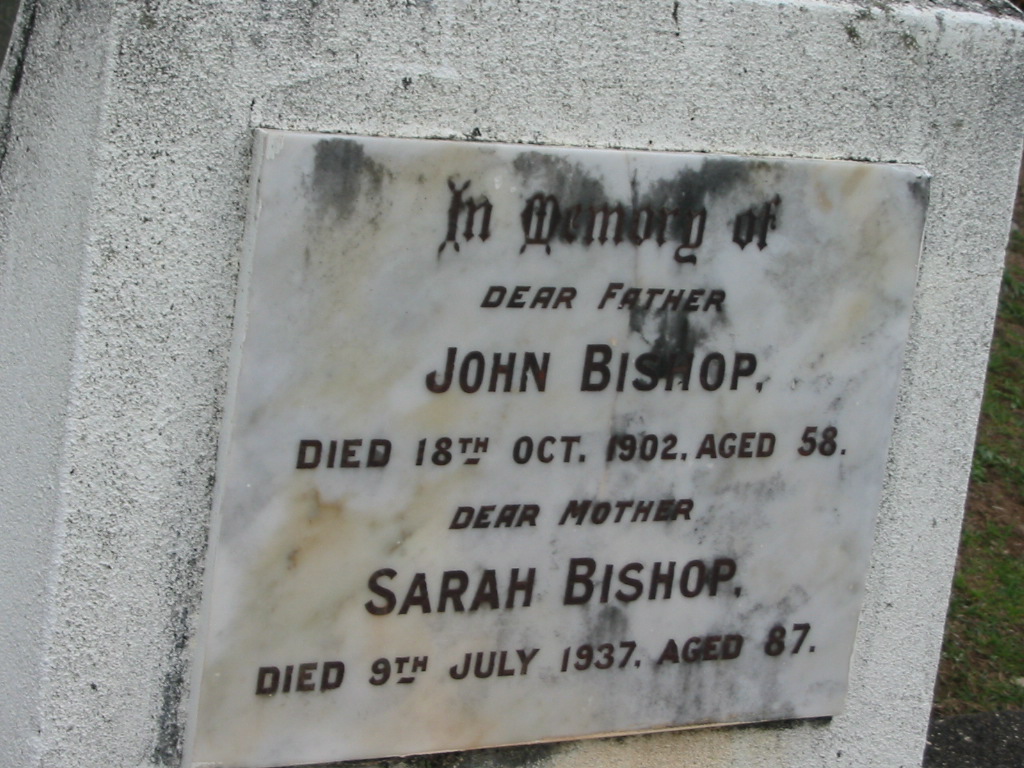 In Memory of
DEAR FATHER
JOHN BISHOP,
DIED 18TH OCT. 1902, AGED 58.
DEAR MOTHER
SARAH BISHOP,
DIED 9TH JULY 1937, AGED 87.